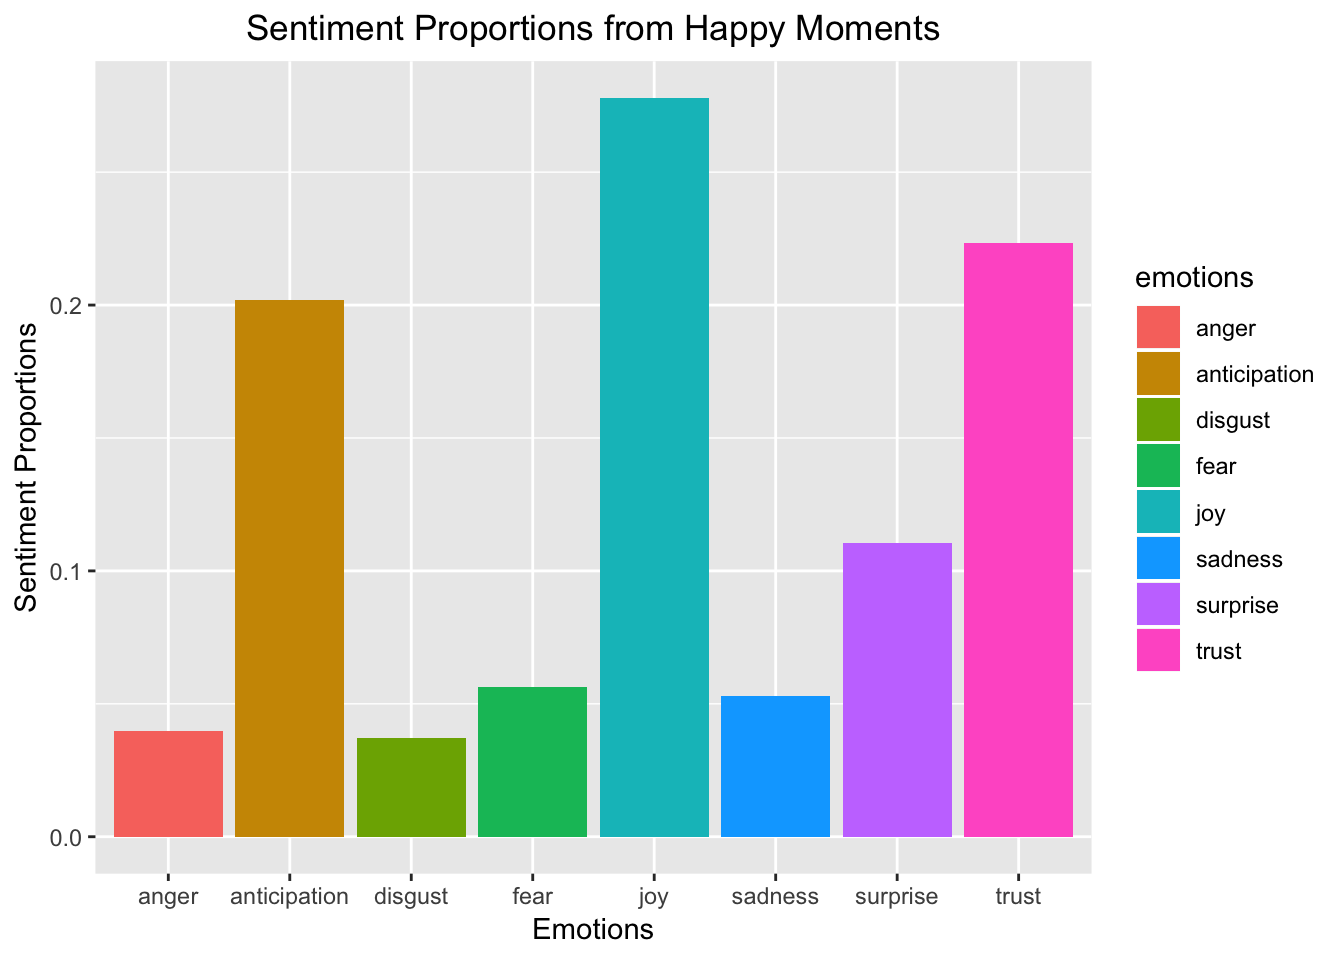 Sentiment Proportions from Happy Moments
Sentiment Proportions
0.2
0.1
0.0
anger anticipation disgust fear joy sadness surprise trust
Emotions
emotions
anger
anticipation
disgust
fear
joy
sadness
surprise
trust